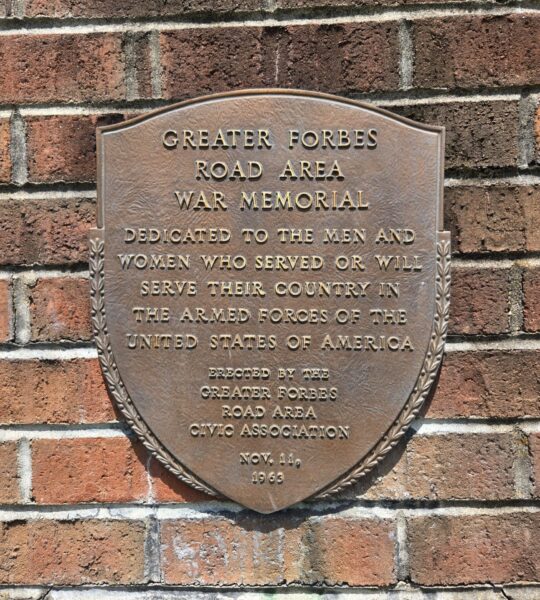 GREATER FORBES
ROAD AREA
WAR MEMORIAL
DEDICATED TO THE MEN AND
WOMEN WHO SERVED OR WILL
SERVE THEIR COUNTRY IN
THE ARMED FORCES OF THE
UNITED STATES OF AMERICA
ERECTED BY THE
GREATER FORBES
ROAD AREA
CIVIC ASSOCIATION
NOV. 11,
1963